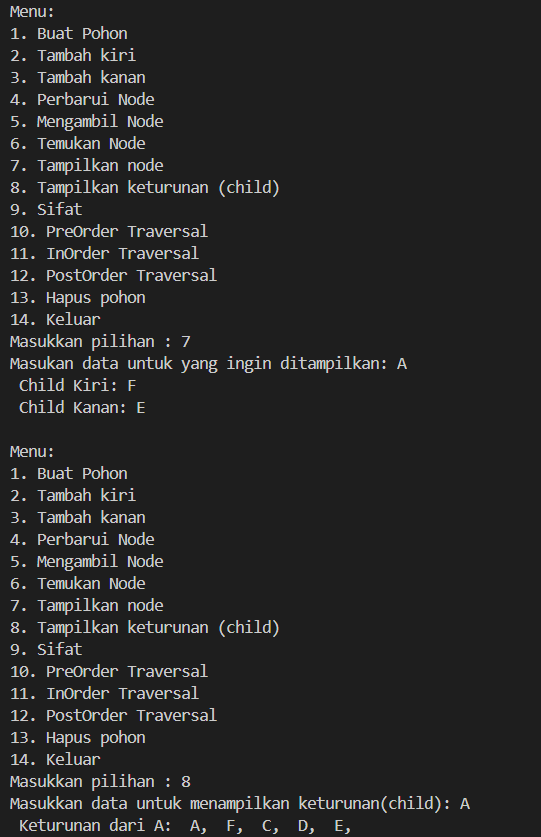 Menu:
1. Buat Pohon
2. Tambah kiri
3. Tambah kanan
4. Perbarui Node
5. Mengambil Node
6. Temukan Node
7. Tampilkan node
8. Tampilkan keturunan (child)
9. Sifat
10. PreOrder Traversal
11. InOrder Traversal
12. PostOrder Traversal
13. Hapus pohon
14. Keluar
Masukkan pilihan : 7
Masukan data untuk yang ingin ditampilkan: A
 Child Kiri: F
 Child Kanan: E

Menu:
1. Buat Pohon
2. Tambah kiri
3. Tambah kanan
4. Perbarui Node
5. Mengambil Node
6. Temukan Node
7. Tampilkan node
8. Tampilkan keturunan (child)
9. Sifat
10. PreOrder Traversal
11. InOrder Traversal
12. PostOrder Traversal
13. Hapus pohon
14. Keluar
Masukkan pilihan : 8
Masukkan data untuk menampilkan keturunan(child): A
 Keturunan dari A:  A,  F,  C,  D,  E,